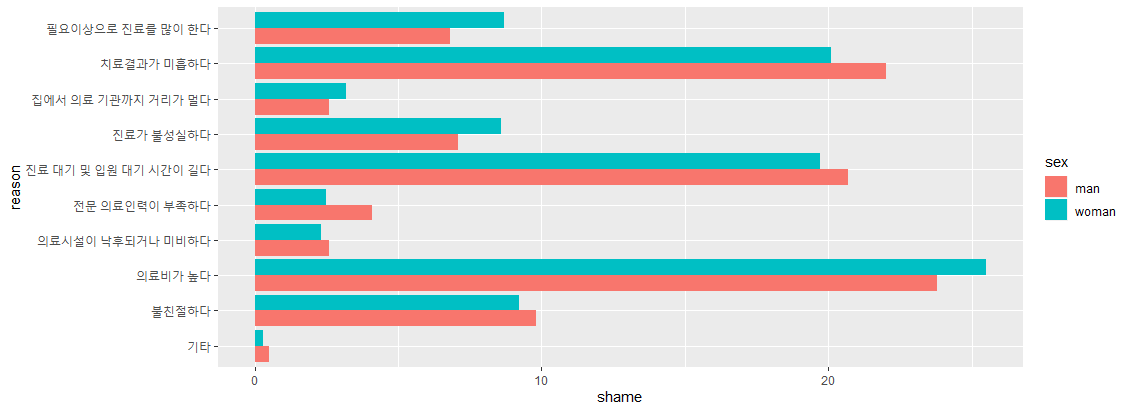 필요이상으로 진료를 많이 한다
치료결과가 미흡하다
집에서 의료 기관까지 거리가 멀다
진료가 불성실하다
진료 대기 및 입원 대기 시간이 길다
전문 의료인력이 부족하다
의료시설이 낙후되거나 미비하다
의료비가 높다
불친절하다
기타
reason
0 10 20
shame
sex
man
woman